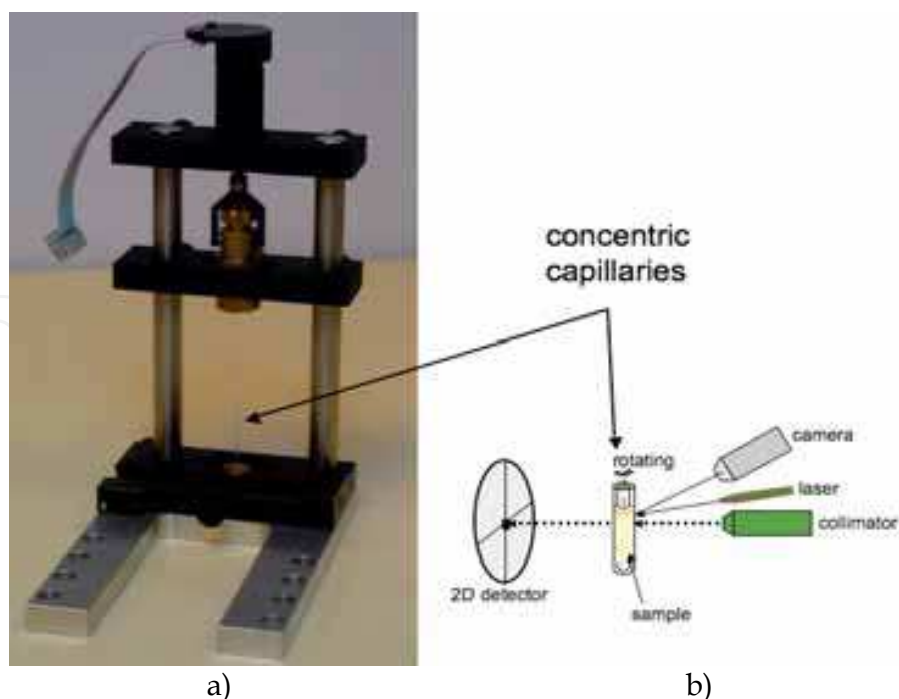 concentric
capillaries
camera
rotating
laser
collimator
2D detector
sample
a)
b)